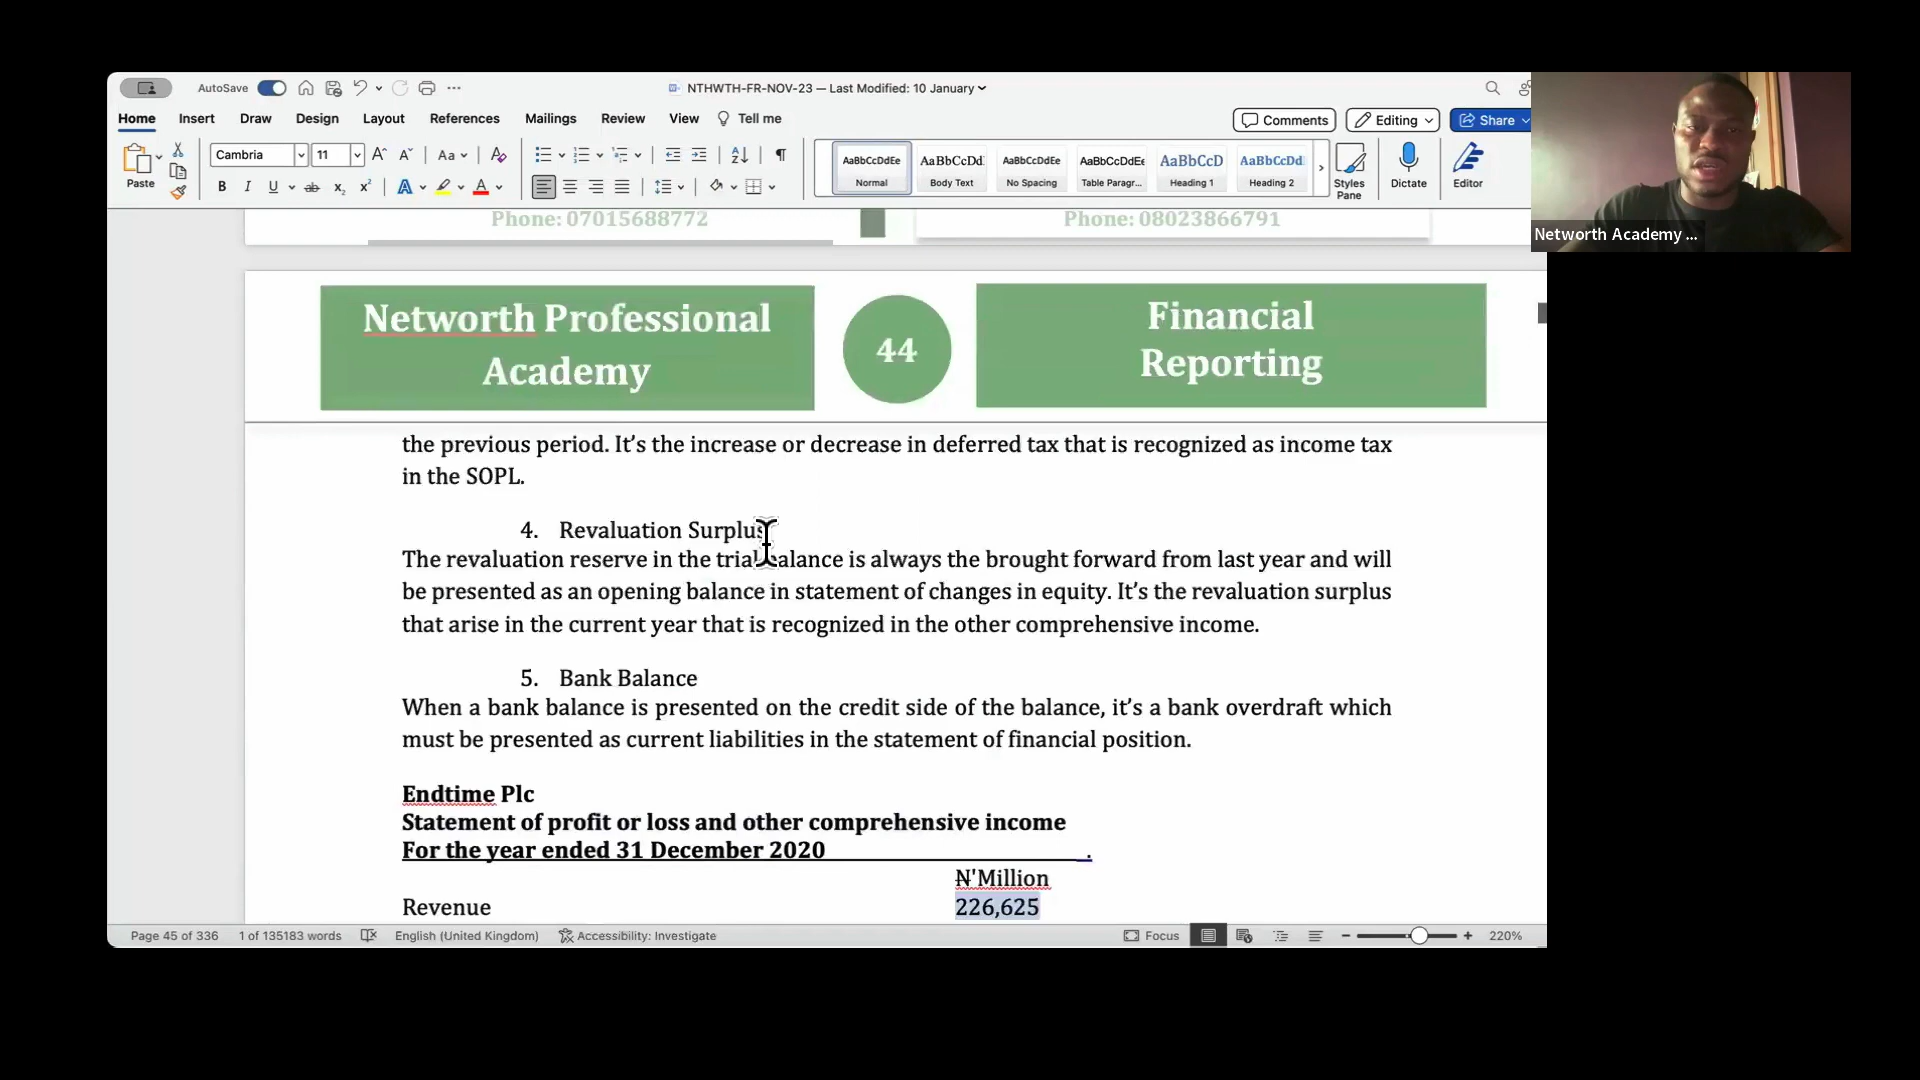 AutoSave
NTHWTH-FR-NOV-23 — Last Modified: 10 January
Home Insert Draw Design Layout References Mailings Review View Tell me
Comments Editing Share
Paste
Cambria 11
AaBbCcDdEe AaBbCcDd AaBbCcDdEe AaBbCcDdEe AaBbCcD AaBbCcDd
Normal Body Text No Spacing Table Paragr... Heading 1 Heading 2
Styles Pane
Dictate
Editor
Networth Academy ...
Phone: 07015688772 Phone: 08023866791
Networth Professional
Academy
44
Financial
Reporting
the previous period. It's the increase or decrease in deferred tax that is recognized as income tax
in the SOPL.
4. Revaluation Surplus
The revaluation reserve in the trial balance is always the brought forward from last year and will
be presented as an opening balance in statement of changes in equity. It's the revaluation surplus
that arise in the current year that is recognized in the other comprehensive income.
5. Bank Balance
When a bank balance is presented on the credit side of the balance, it's a bank overdraft which
must be presented as current liabilities in the statement of financial position.
Endtime Plc
Statement of profit or loss and other comprehensive income
For the year ended 31 December 2020 .
₦'Million
Revenue 226,625
Page 45 of 336 1 of 135183 words English (United Kingdom) Accessibility: Investigate Focus 220%